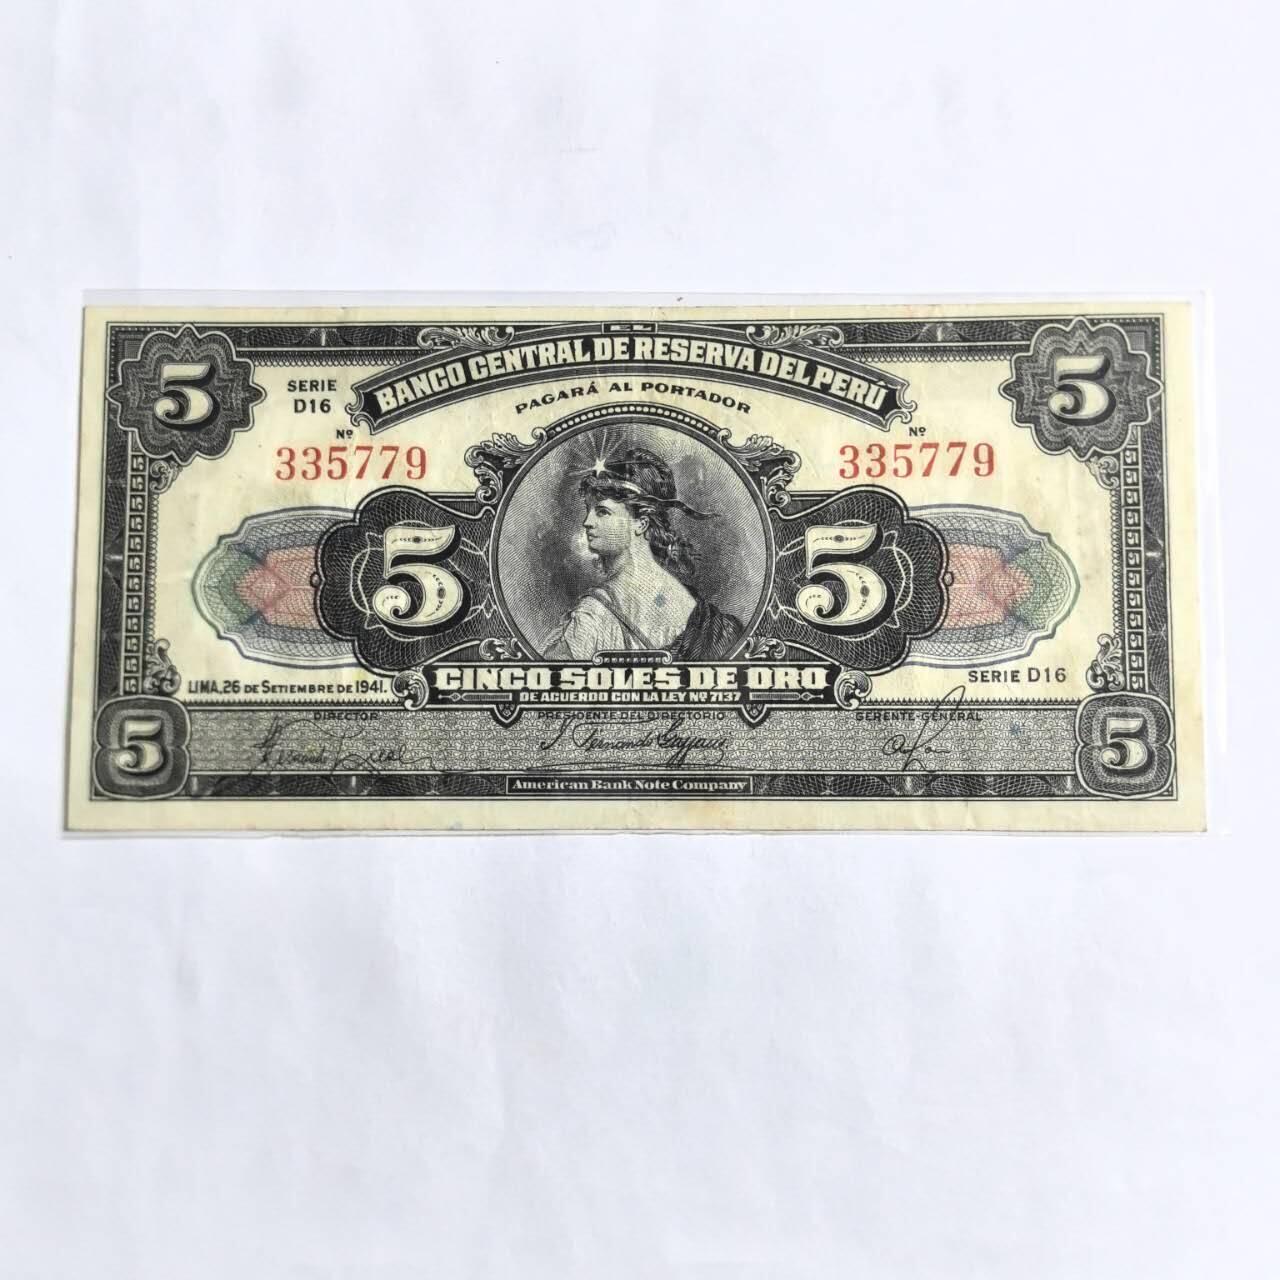 EL
BANCO CENTRAL DE RESERVA DEL PERÚ
PAGARÁ AL PORTADOR
5
5
SERIE
D16
Nº
335779
Nº
335779
5
5
CINCO SOLES DE ORO
DE ACUERDO CON LA LEY Nº 7137
SERIE D16
LIMA, 26 DE SETIEMBRE DE 1941.
DIRECTOR
PRESIDENTE DEL DIRECTORIO
GERENTE-GENERAL
5
5
American Bank Note Company